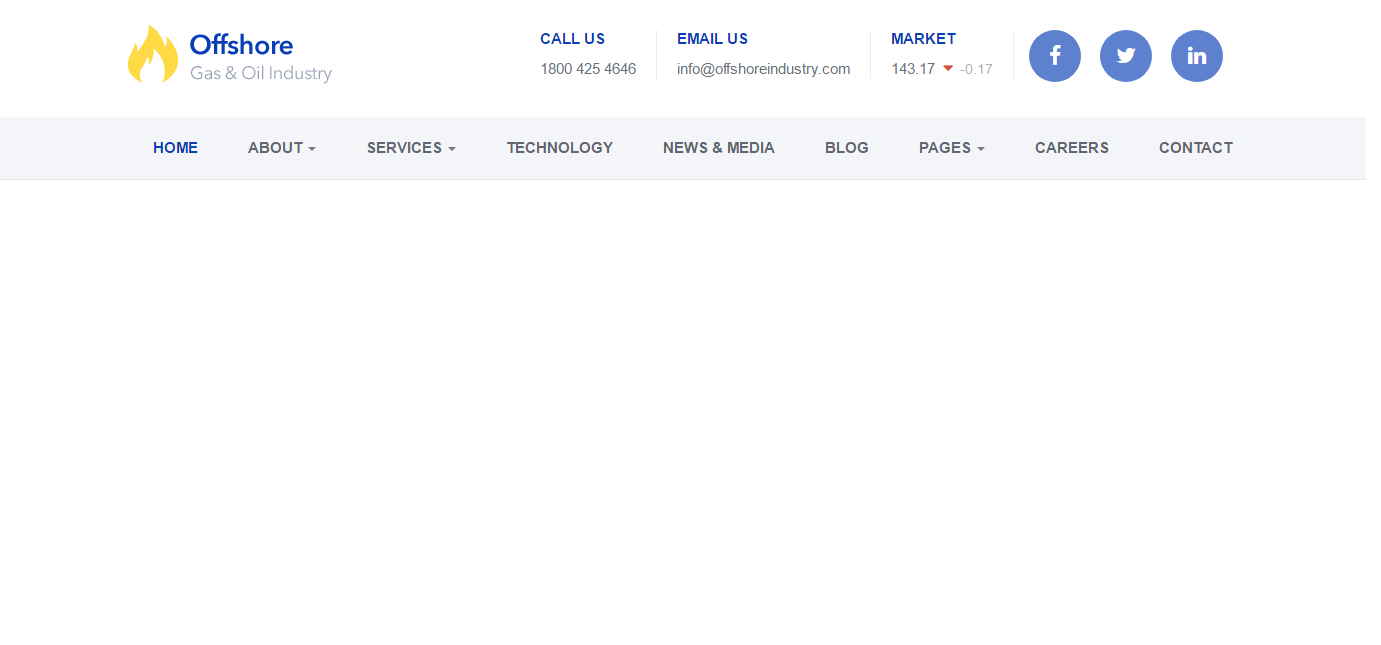 Offshore
Gas & Oil Industry
CALL US
1800 425 4646
EMAIL US
info@offshoreindustry.com
MARKET
143.17 -0.17
HOME ABOUT SERVICES TECHNOLOGY NEWS & MEDIA BLOG PAGES CAREERS CONTACT